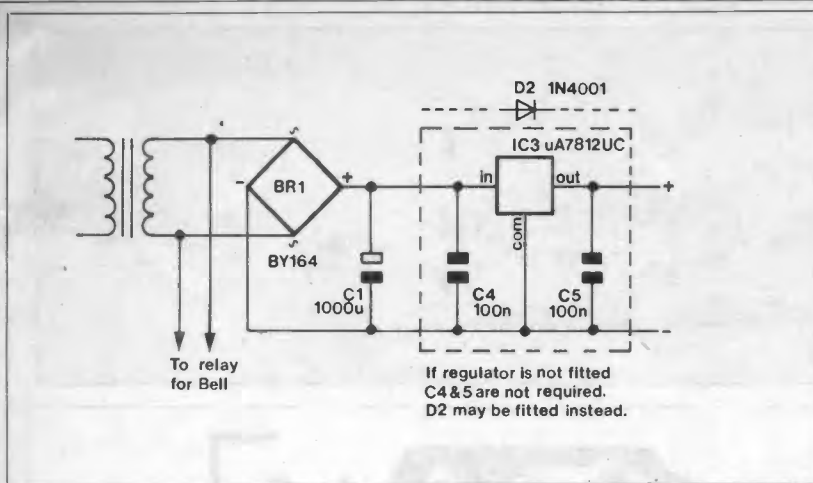 D2 1N4001
IC3 uA7812UC
in
out
com
+
-
BR1
+
-
BY164
C1
1000u
C4
100n
C5
100n
To relay
for Bell
If regulator is not fitted
C4&5 are not required.
D2 may be fitted instead.